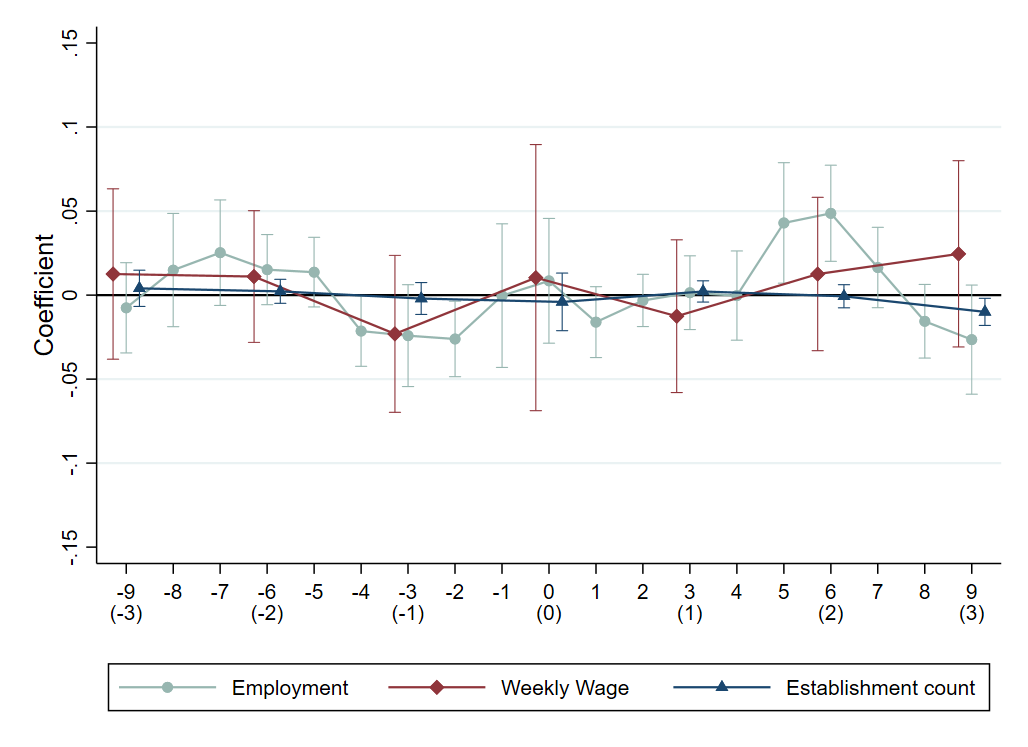 Coefficient
.15
.1
.05
0
-.05
-.1
-.15
-9 -8 -7 -6 -5 -4 -3 -2 -1 0 1 2 3 4 5 6 7 8 9
(-3) (-2) (-1) (0) (1) (2) (3)
Employment Weekly Wage Establishment count